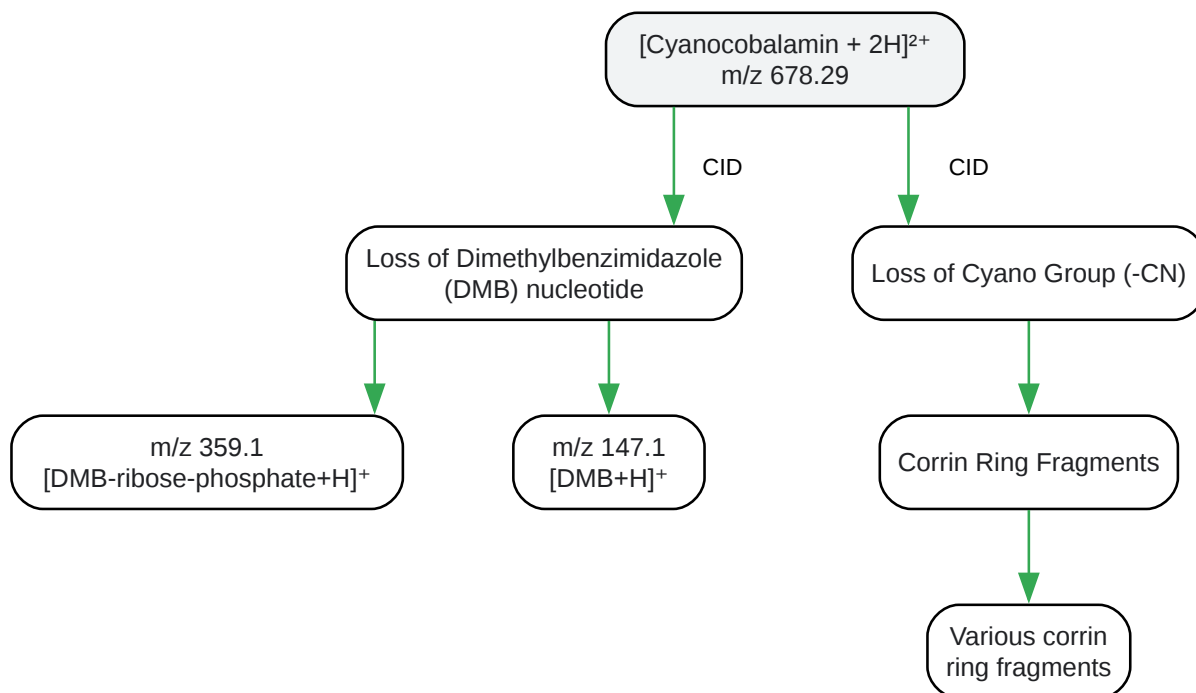 [Cyanocobalamin + 2H]²⁺
m/z 678.29
CID
CID
Loss of Dimethylbenzimidazole
(DMB) nucleotide
Loss of Cyano Group (-CN)
m/z 359.1
[DMB-ribose-phosphate+H]⁺
m/z 147.1
[DMB+H]⁺
Corrin Ring Fragments
Various corrin
ring fragments